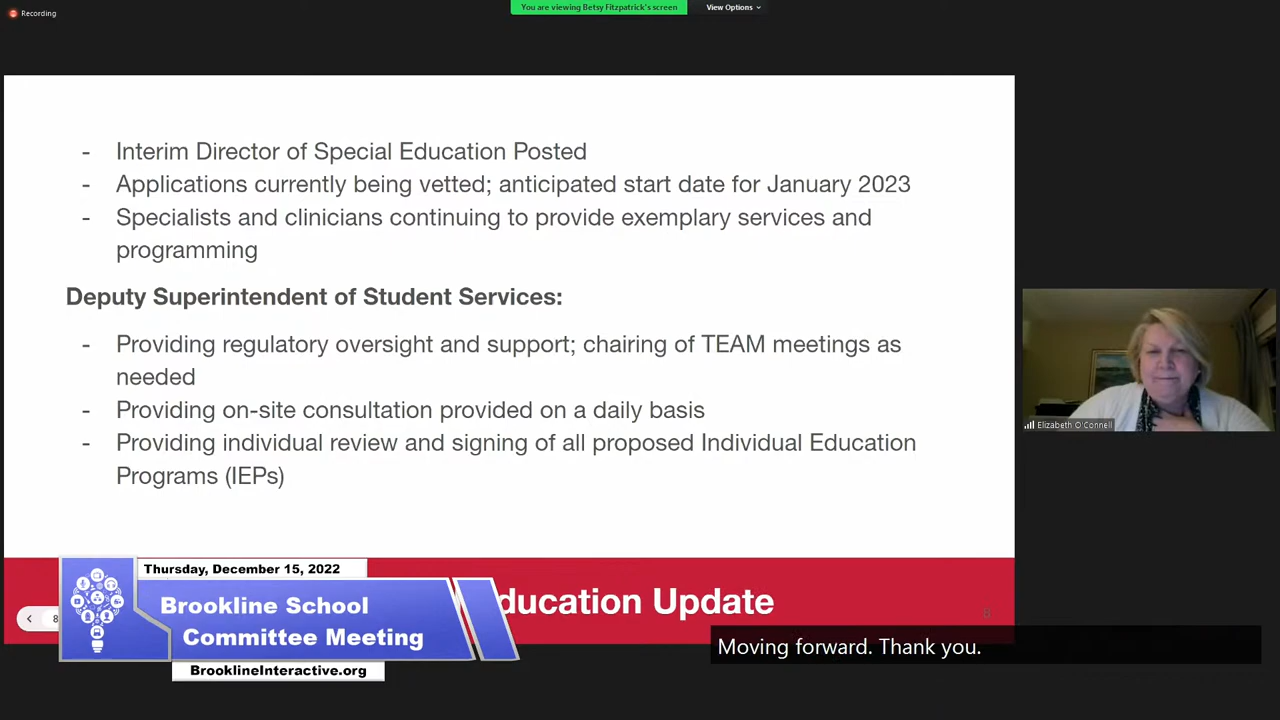 Recording
You are viewing Betsy Fitzpatrick's screen
View Options
- Interim Director of Special Education Posted
- Applications currently being vetted; anticipated start date for January 2023
- Specialists and clinicians continuing to provide exemplary services and
programming
Deputy Superintendent of Student Services:
- Providing regulatory oversight and support; chairing of TEAM meetings as
needed
- Providing on-site consultation provided on a daily basis
- Providing individual review and signing of all proposed Individual Education
Programs (IEPs)
Elizabeth O'Connell
Thursday, December 15, 2022
Brookline School
Committee Meeting
BrooklineInteractive.org
8
ducation Update
8
Moving forward. Thank you.